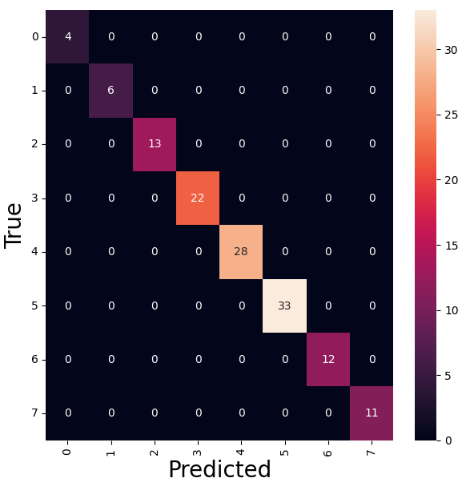 0 4 0 0 0 0 0 0 0
1 0 6 0 0 0 0 0 0
2 0 0 13 0 0 0 0 0
3 0 0 0 22 0 0 0 0
4 0 0 0 0 28 0 0 0
5 0 0 0 0 0 33 0 0
6 0 0 0 0 0 0 12 0
7 0 0 0 0 0 0 0 11
0 1 2 3 4 5 6 7
True
Predicted
30
25
20
15
10
5
0